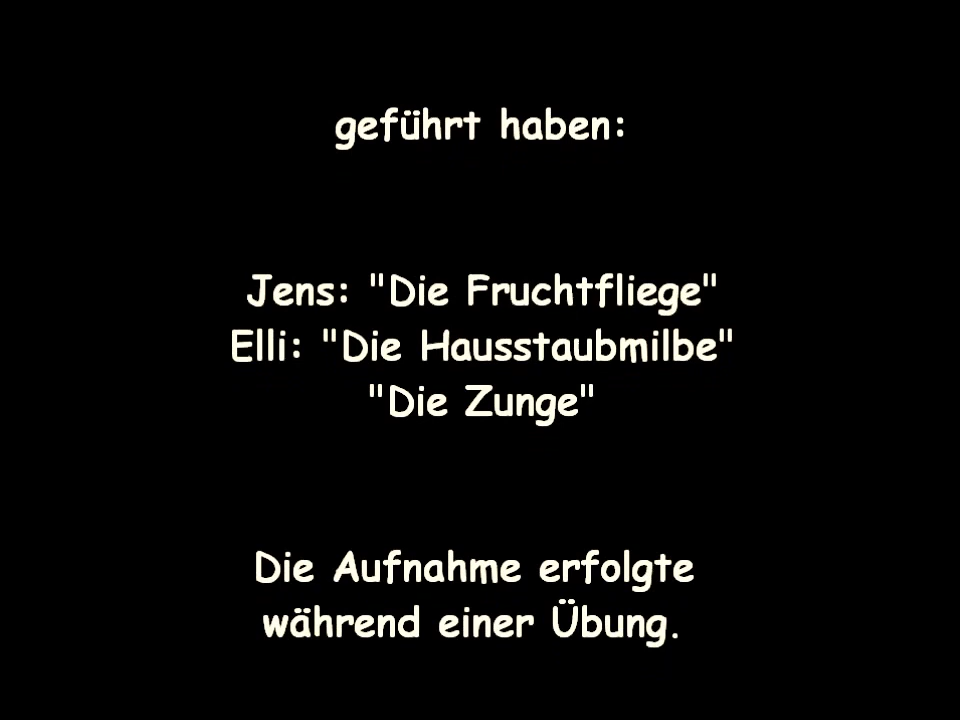 geführt haben:
Jens: "Die Fruchtfliege"
Elli: "Die Hausstaubmilbe"
"Die Zunge"
Die Aufnahme erfolgte
während einer Übung.